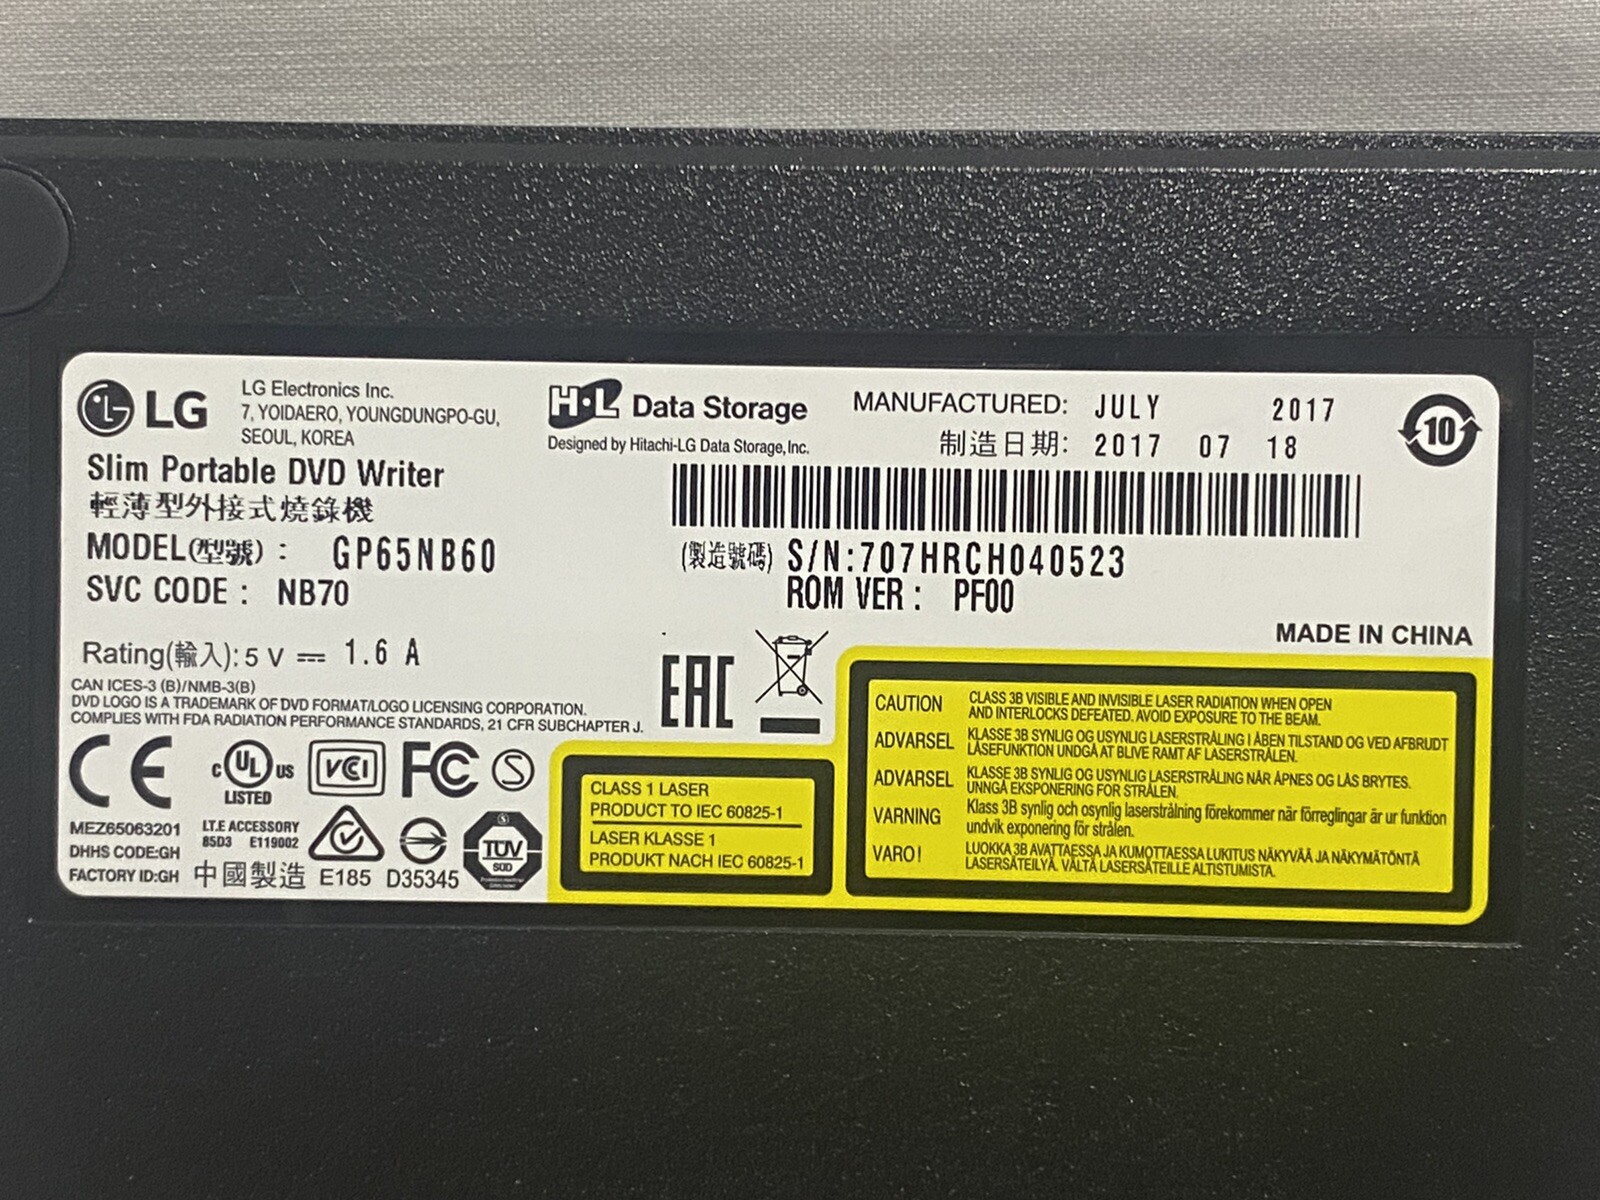 LG
LG Electronics Inc.
7, YOIDAERO, YOUNGDUNGPO-GU,
SEOUL, KOREA
Slim Portable DVD Writer
輕薄型外接式燒錄機
MODEL(型號) : GP65NB60
SVC CODE : NB70
H·L Data Storage
Designed by Hitachi-LG Data Storage, Inc.
MANUFACTURED: JULY 2017
制造日期: 2017 07 18
10
(製造號碼) S/N:707HRCH040523
ROM VER : PF00
MADE IN CHINA
Rating(輸入): 5 V ⎓ 1.6 A
CAN ICES-3 (B)/NMB-3(B)
DVD LOGO IS A TRADEMARK OF DVD FORMAT/LOGO LICENSING CORPORATION.
COMPLIES WITH FDA RADIATION PERFORMANCE STANDARDS, 21 CFR SUBCHAPTER J.
EAC
CE
c UL US
LISTED
VCI
FC
S
MEZ65063201
DHHS CODE:GH
FACTORY ID:GH
I.T.E ACCESSORY
85D3 E119002
中國製造
E185
D35345
TÜV
SÜD
CLASS 1 LASER
PRODUCT TO IEC 60825-1
LASER KLASSE 1
PRODUKT NACH IEC 60825-1
CAUTION CLASS 3B VISIBLE AND INVISIBLE LASER RADIATION WHEN OPEN
AND INTERLOCKS DEFEATED. AVOID EXPOSURE TO THE BEAM.
ADVARSEL KLASSE 3B SYNLIG OG USYNLIG LASERSTRÅLING I ÅBEN TILSTAND OG VED AFBRUDT
LÅSEFUNKTION UNDGÅ AT BLIVE RAMT AF LASERSTRÅLEN.
ADVARSEL KLASSE 3B SYNLIG OG USYNLIG LASERSTRÅLING NÅR ÅPNES OG LÅS BRYTES.
UNNGÅ EKSPONERING FOR STRÅLEN.
VARNING Klass 3B synlig och osynlig laserstrålning förekommer när förreglingar är ur funktion
undvik exponering för strålen.
VARO! LUOKKA 3B AVATTAESSA JA KUMOTTAESSA LUKITUS NÄKYVÄÄ JA NÄKYMÄTÖNTÄ
LASERSÄTEILYÄ. VÄLTÄ LASERSÄTEILLE ALTISTUMISTA.